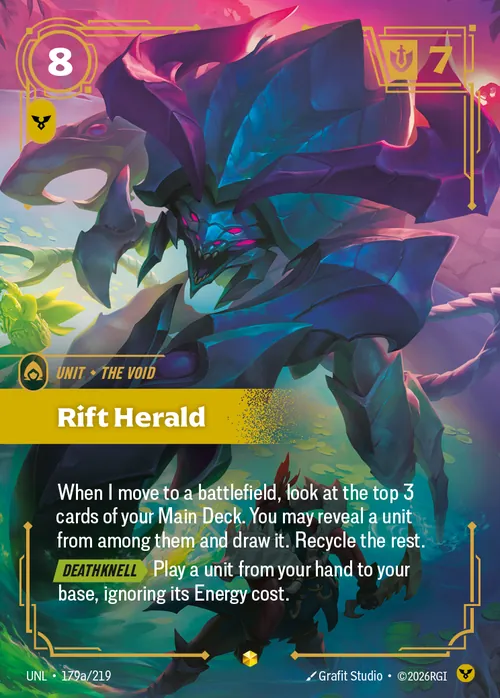 8
7
UNIT • THE VOID
Rift Herald
When I move to a battlefield, look at the top 3
cards of your Main Deck. You may reveal a unit
from among them and draw it. Recycle the rest.
DEATHKNELL Play a unit from your hand to your
base, ignoring its Energy cost.
UNL • 179a/219
Grafit Studio • ©2026RGI